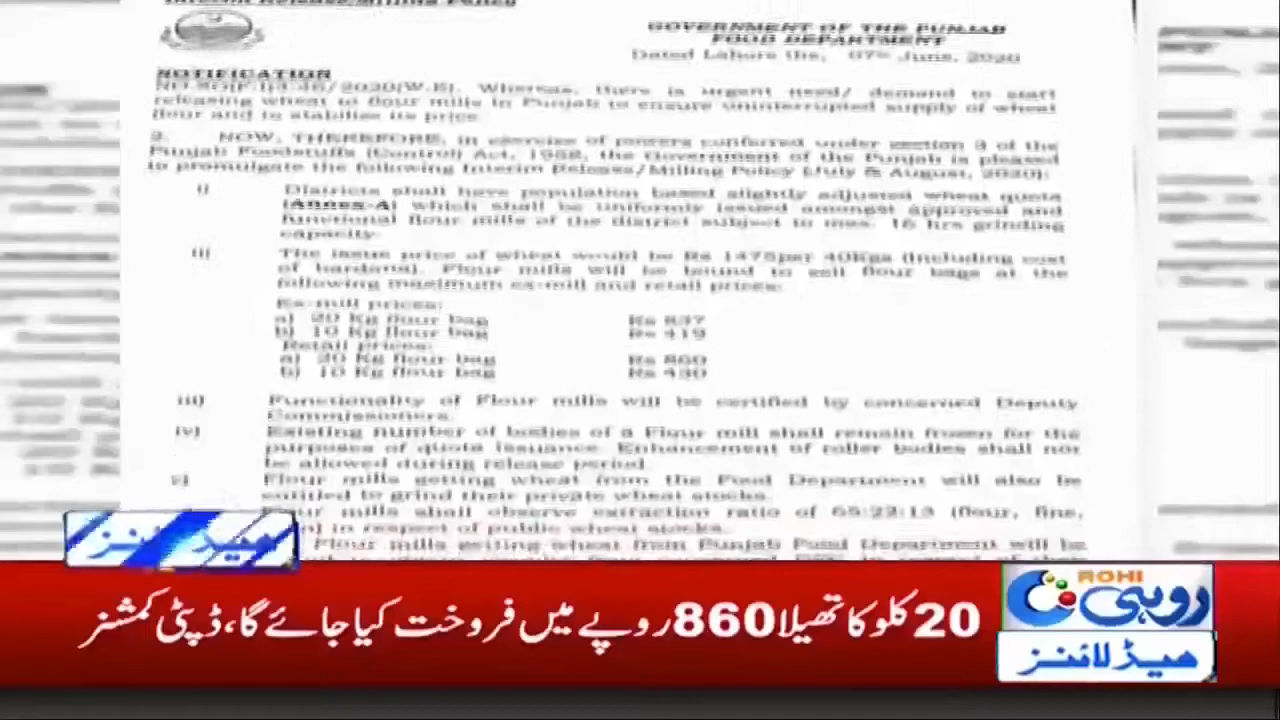 GOVERNMENT OF THE PUNJAB
FOOD DEPARTMENT
Dated Lahore the, 07th June, 2020
NOTIFICATION
Whereas, there is urgent need/ demand to start
releasing wheat to flour mills in Punjab to ensure uninterrupted supply of wheat
flour and to stabilize its price.
2. NOW, THEREFORE, in exercise of powers conferred under section 3 of the
Punjab Foodstuffs (Control) Act, 1958, the Government of the Punjab is pleased
to promulgate the following Interim Release/Milling Policy (July & August, 2020):
i) Districts shall have population based slightly adjusted wheat quota
(Annex-A) which shall be uniformly issued amongst approved and
functional flour mills of the district subject to max. 16 hrs grinding
capacity.
ii) The issue price of wheat would be Rs 1475per 40Kgs (including cost
of bardana). Flour mills will be bound to sell flour bags at the
following maximum ex-mill and retail prices:
Ex-mill prices:
a) 20 Kg flour bag Rs 837
b) 10 Kg flour bag Rs 419
Retail prices:
a) 20 Kg flour bag Rs 860
b) 10 Kg flour bag Rs 430
iii) Functionality of Flour mills will be certified by concerned Deputy
Commissioners.
iv) Existing number of bodies of a Flour mill shall remain frozen for the
purposes of quota issuance. Enhancement of roller bodies shall not
be allowed during release period.
v) Flour mills getting wheat from the Food Department will also be
entitled to grind their private wheat stocks.
mills shall observe extraction ratio of 65:22:13 (flour, fine,
in respect of public wheat stocks.
Flour mills getting wheat from Punjab Food Department will be
ہیڈلائنز
20 کلو کا تھیلا 860 روپے میں فروخت کیا جائے گا، ڈپٹی کمشنر
ROHI
روہی
ہیڈلائنز